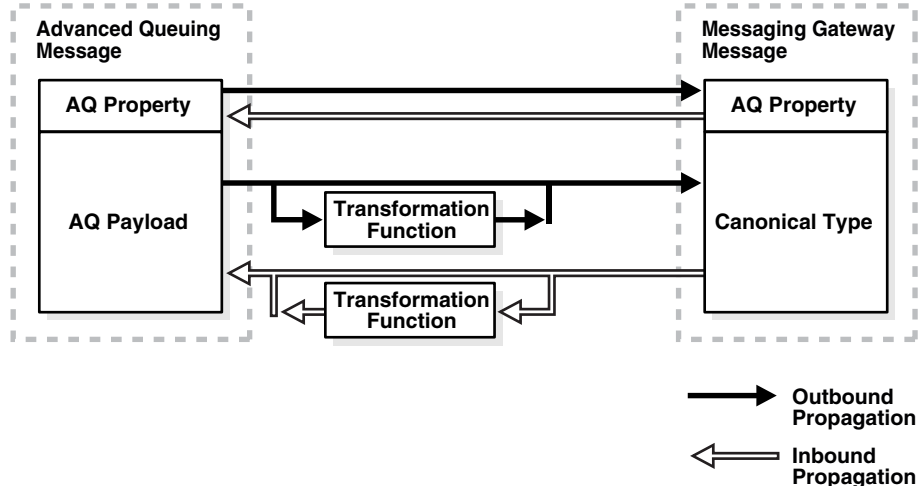 Advanced Queuing
Message
Messaging Gateway
Message
AQ Property
AQ Property
AQ Payload
Transformation
Function
Canonical Type
Transformation
Function
Outbound
Propagation
Inbound
Propagation